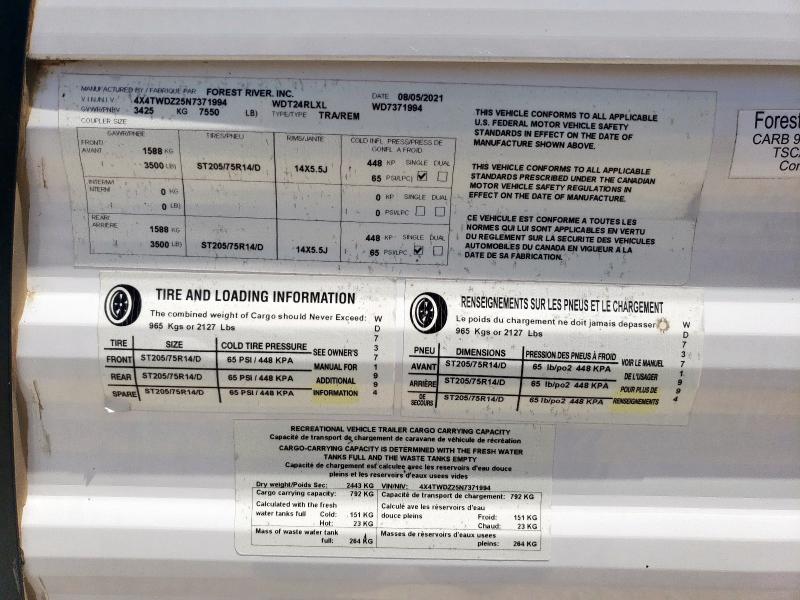 MANUFACTURED BY / FABRIQUE PAR FOREST RIVER, INC. DATE 08/05/2021
V.I.N./N.I.V. 4X4TWDZ25N7371994 WDT24RLXL WD7371994
GVWR/PNBV 3425 KG 7550 LB) TYPE/TYPE TRA/REM
COUPLER SIZE
GAWR/PNBE TIRES/PNEU RIMS/JANTE COLD INFL. PRESS/PRESS DE GONFL A FROID
FRONT/ AVANT 1588 KG 448 KP SINGLE DUAL
( 3500 LB) ST205/75R14/D 14X5.5J ( 65 PSI/LPC)
INTERM/ INTERNI 0 KG 0 KP SINGLE DUAL
( 0 LB) ( 0 PSI/LPC
REAR/ ARRIÈRE 1588 KG 448 KP SINGLE DUAL
( 3500 LB) ST205/75R14/D 14X5.5J ( 65 PSI/LPC
THIS VEHICLE CONFORMS TO ALL APPLICABLE
U.S. FEDERAL MOTOR VEHICLE SAFETY
STANDARDS IN EFFECT ON THE DATE OF
MANUFACTURE SHOWN ABOVE.
THIS VEHICLE CONFORMS TO ALL APPLICABLE
STANDARDS PRESCRIBED UNDER THE CANADIAN
MOTOR VEHICLE SAFETY REGULATIONS IN
EFFECT ON THE DATE OF MANUFACTURE.
CE VEHICULE EST CONFORME A TOUTES LES
NORMES QUI LUI SONT APPLICABLES EN VERTU
DU REGLEMENT SUR LA SECURITE DES VEHICULES
AUTOMOBILES DU CANADA EN VIGUEUR A LA
DATE DE SA FABRICATION.
Forest
CARB 9
TSC
Con
TIRE AND LOADING INFORMATION
The combined weight of Cargo should Never Exceed:
965 Kgs or 2127 Lbs
TIRE SIZE COLD TIRE PRESSURE SEE OWNER'S
FRONT ST205/75R14/D 65 PSI / 448 KPA MANUAL FOR
REAR ST205/75R14/D 65 PSI / 448 KPA ADDITIONAL
SPARE ST205/75R14/D 65 PSI / 448 KPA INFORMATION
WD7371994
RENSEIGNEMENTS SUR LES PNEUS ET LE CHARGEMENT
Le poids du chargement ne doit jamais depasser
965 Kgs or 2127 Lbs
PNEU DIMENSIONS PRESSION DES PNEUS À FROID VOIR LE MANUEL
AVANT ST205/75R14/D 65 lb/po2 448 KPA DE L'USAGER
ARRIÈRE ST205/75R14/D 65 lb/po2 448 KPA POUR PLUS DE
DE SECOURS ST205/75R14/D 65 lb/po2 448 KPA RENSEIGNEMENTS
WD7371994
RECREATIONAL VEHICLE TRAILER CARGO CARRYING CAPACITY
Capacité de transport de chargement de caravane de véhicule de récréation
CARGO-CARRYING CAPACITY IS DETERMINED WITH THE FRESH WATER
TANKS FULL AND THE WASTE TANKS EMPTY
Capacité de chargement est calculee avec les reservoirs d'eau douce
pleins et les reservoirs d'eaux usees vides
Dry weight/Poids Sec: 2443 KG VIN/NIV: 4X4TWDZ25N7371994
Cargo carrying capacity: 792 KG Capacité de transport de chargement: 792 KG
Calculated with the fresh Calculé ave les réservoirs d'eau
water tanks full Cold: 151 KG douce pleins Froid: 151 KG
Hot: 23 KG Chaud: 23 KG
Mass of waste water tank Masses de réservoirs d'eaux usées
full: 264 KG pleins: 264 KG